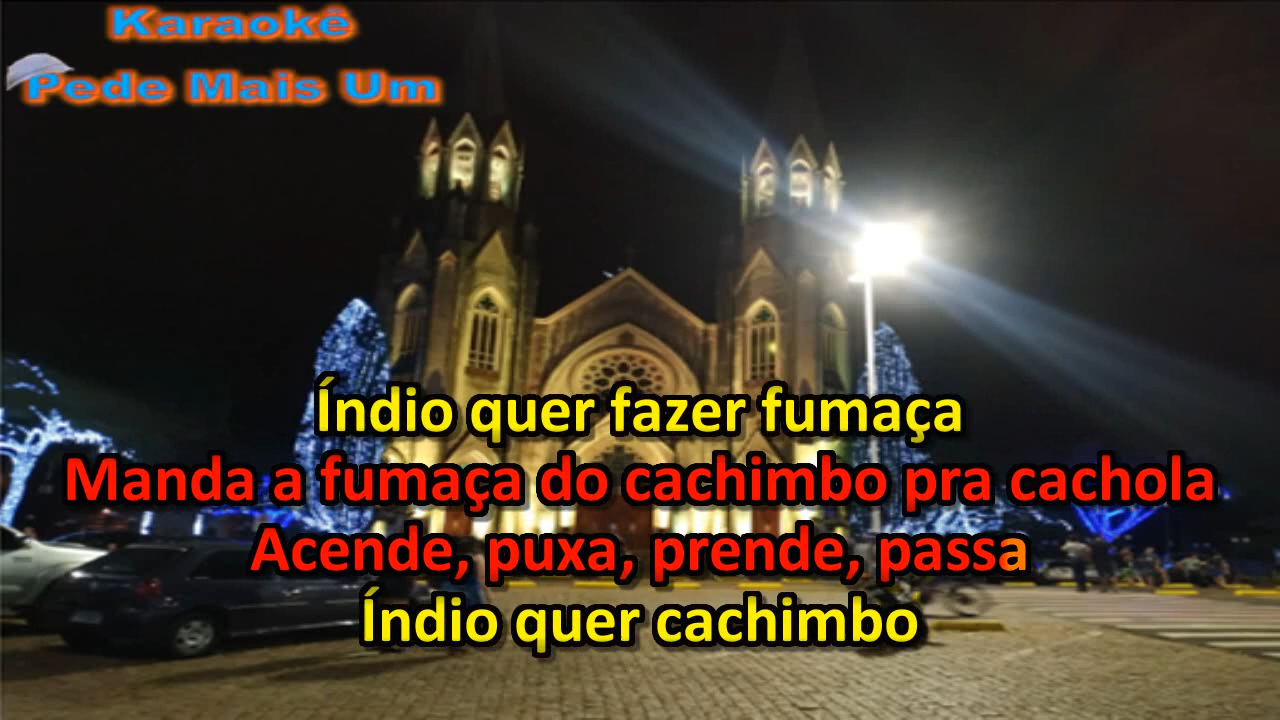 Karaokê
Pede Mais Um
Índio quer fazer fumaça
Manda a fumaça do cachimbo pra cachola
Acende, puxa, prende, passa
Índio quer cachimbo